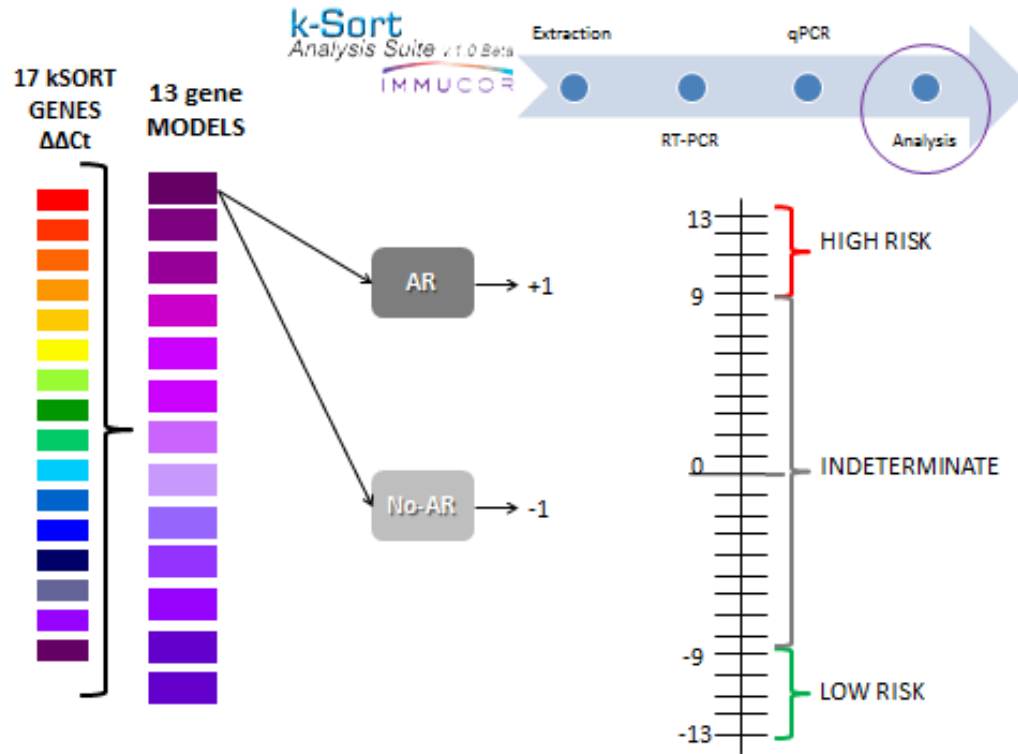 k-Sort
Analysis Suite v.1.0 Beta
IMMUCOR
Extraction
qPCR
RT-PCR
Analysis
17 kSORT
GENES
ΔΔCt
13 gene
MODELS
AR
+1
No-AR
-1
13
HIGH RISK
9
0
INDETERMINATE
-9
LOW RISK
-13